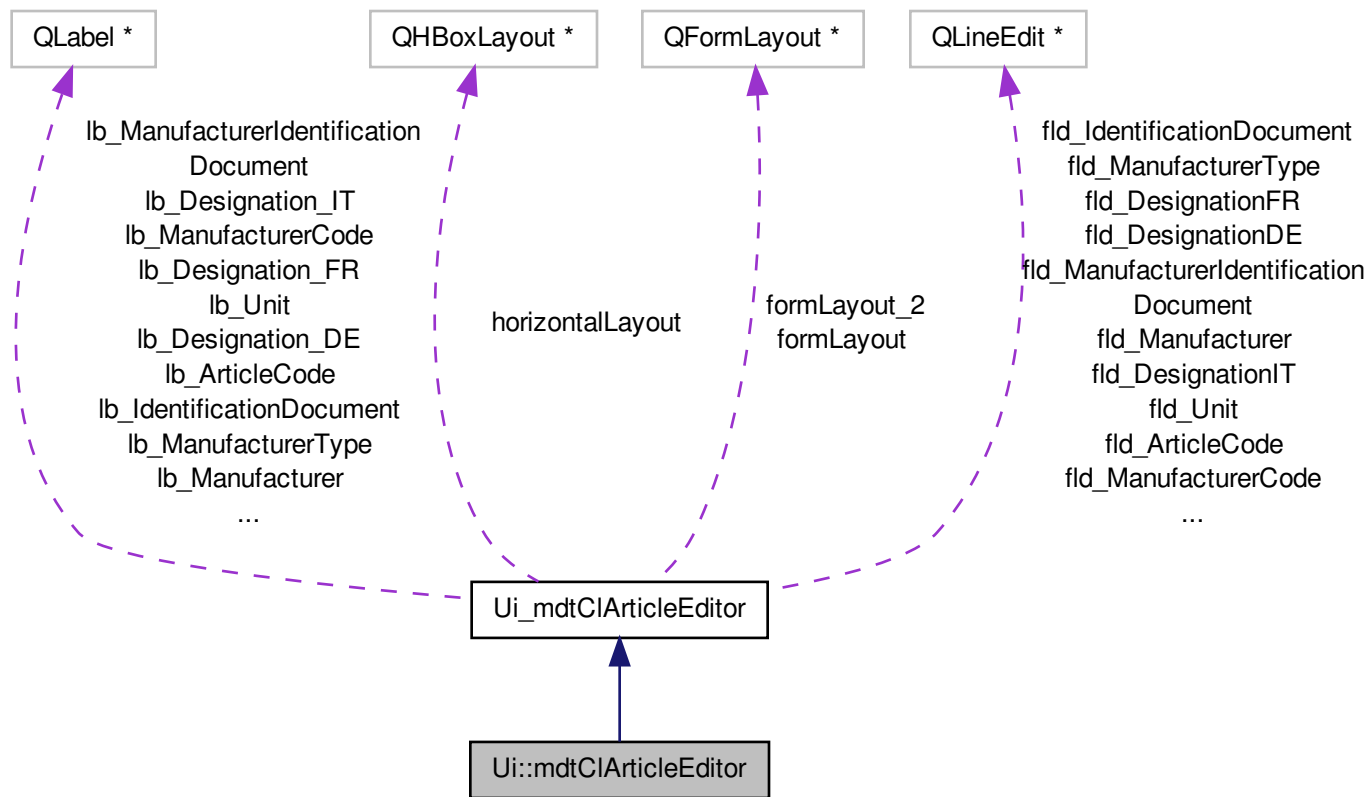 QLabel *
QHBoxLayout *
QFormLayout *
QLineEdit *
lb_ManufacturerIdentification
Document
lb_Designation_IT
lb_ManufacturerCode
lb_Designation_FR
lb_Unit
lb_Designation_DE
lb_ArticleCode
lb_IdentificationDocument
lb_ManufacturerType
lb_Manufacturer
...
horizontalLayout
formLayout_2
formLayout
fld_IdentificationDocument
fld_ManufacturerType
fld_DesignationFR
fld_DesignationDE
fld_ManufacturerIdentification
Document
fld_Manufacturer
fld_DesignationIT
fld_Unit
fld_ArticleCode
fld_ManufacturerCode
...
Ui_mdtClArticleEditor
Ui::mdtClArticleEditor